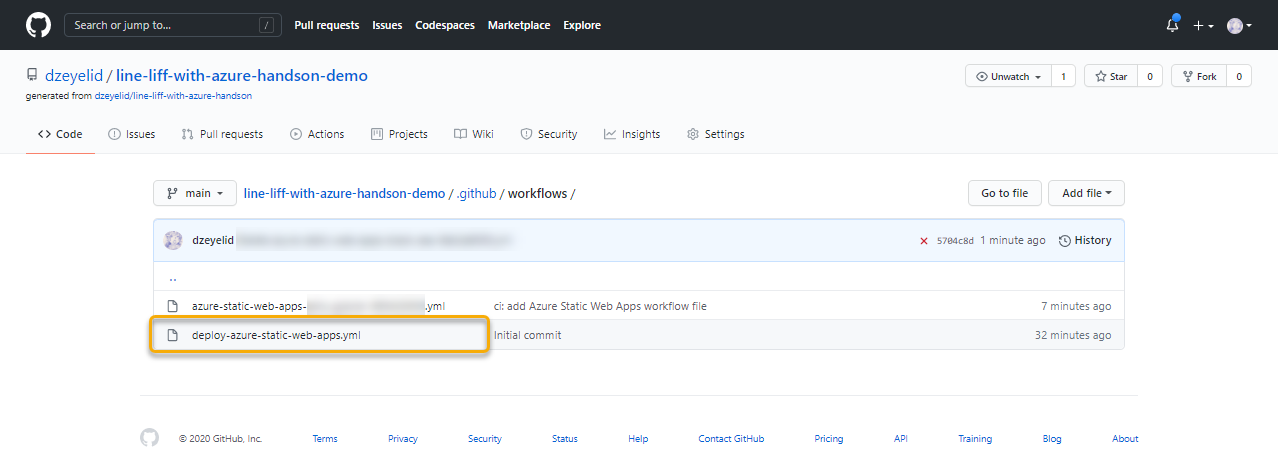 Search or jump to... / Pull requests Issues Codespaces Marketplace Explore
dzeyelid / line-liff-with-azure-handson-demo Unwatch 1 Star 0 Fork 0
generated from dzeyelid/line-liff-with-azure-handson
Code Issues Pull requests Actions Projects Wiki Security Insights Settings
main line-liff-with-azure-handson-demo / .github / workflows / Go to file Add file
dzeyelid 5704c8d 1 minute ago History
..
azure-static-web-apps- .yml ci: add Azure Static Web Apps workflow file 7 minutes ago
deploy-azure-static-web-apps.yml Initial commit 32 minutes ago
© 2020 GitHub, Inc. Terms Privacy Security Status Help Contact GitHub Pricing API Training Blog About